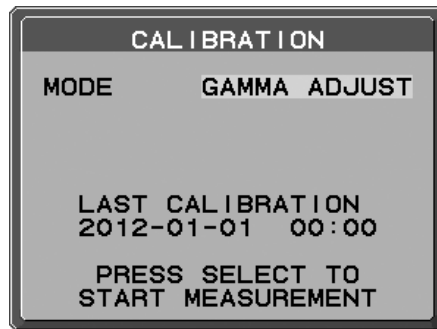 CALIBRATION
MODE GAMMA ADJUST
LAST CALIBRATION
2012-01-01 00:00
PRESS SELECT TO
START MEASUREMENT